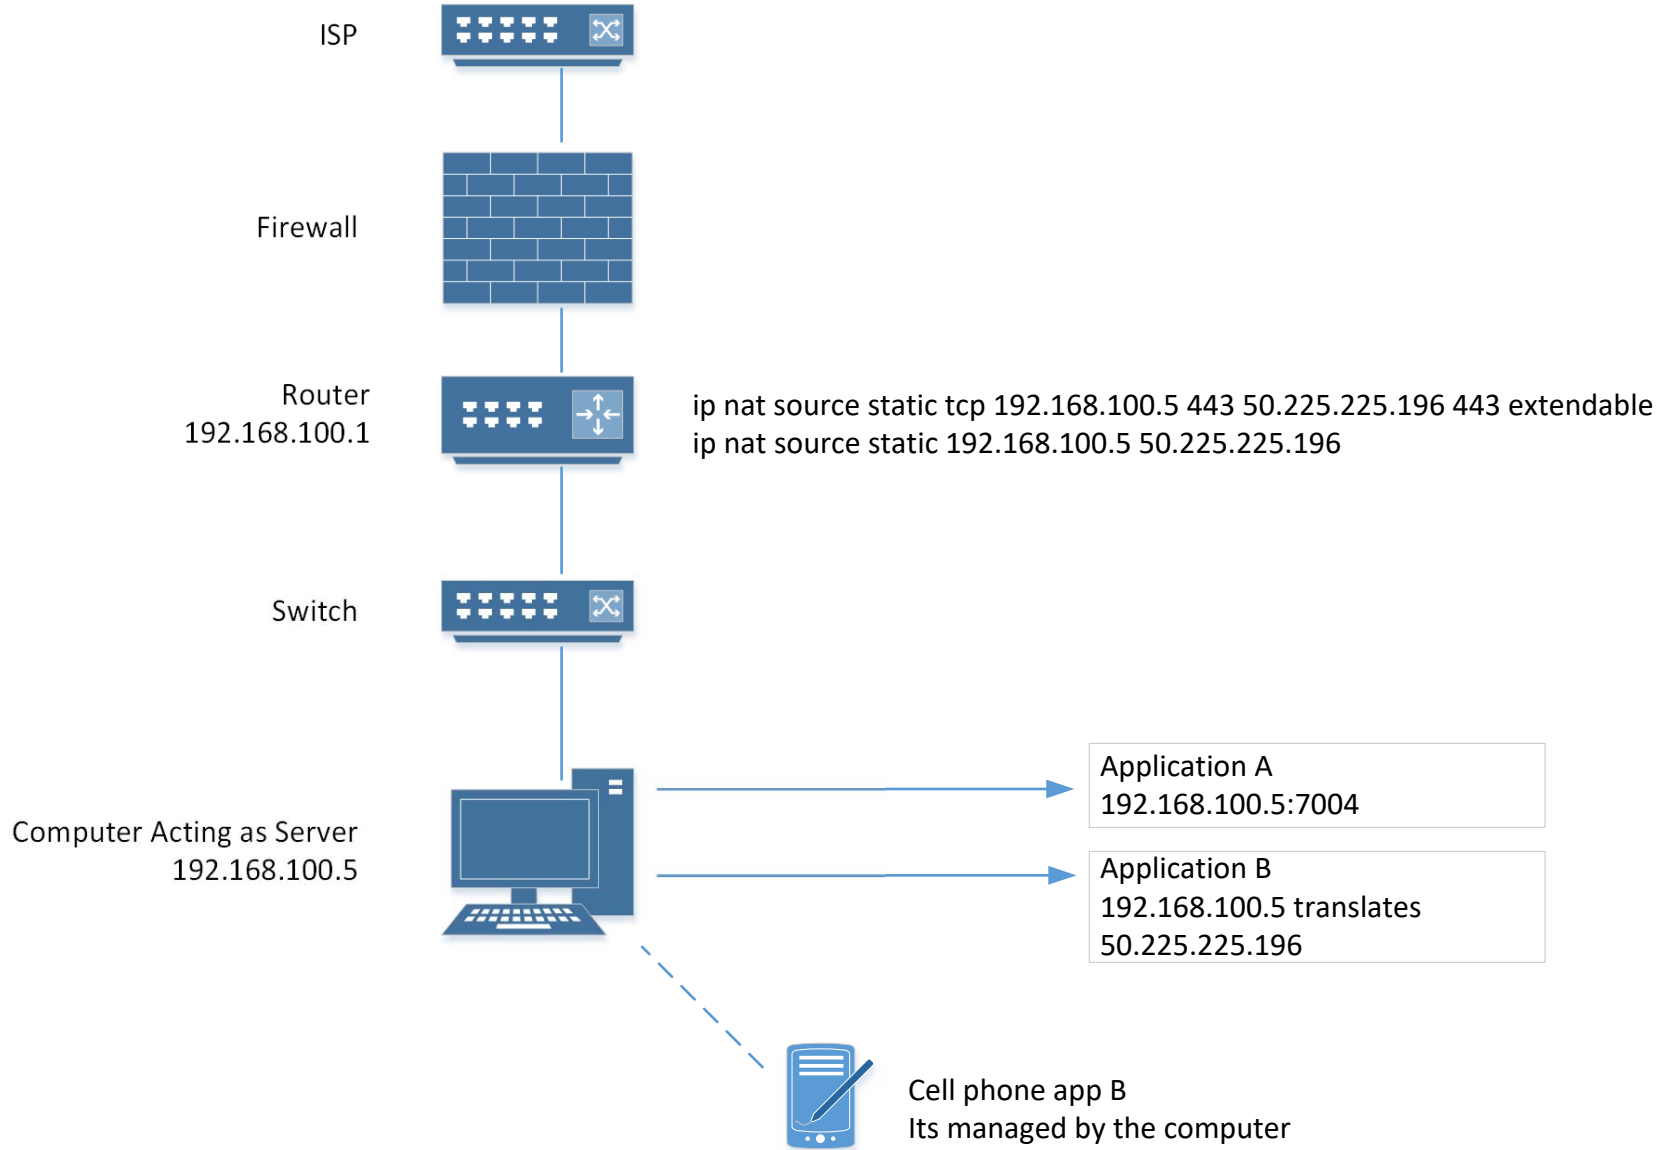 ISP
Firewall
Router
192.168.100.1
ip nat source static tcp 192.168.100.5 443 50.225.225.196 443 extendable
ip nat source static 192.168.100.5 50.225.225.196
Switch
Computer Acting as Server
192.168.100.5
Application A
192.168.100.5:7004
Application B
192.168.100.5 translates
50.225.225.196
Cell phone app B
Its managed by the computer